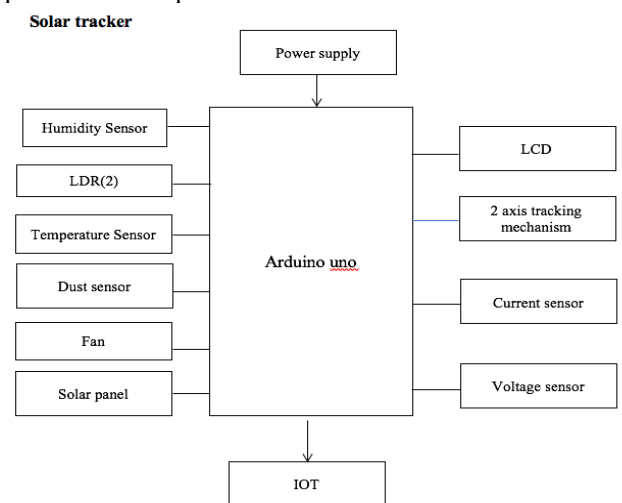 Solar tracker
Power supply
Humidity Sensor
LDR(2)
Temperature Sensor
Dust sensor
Fan
Solar panel
Arduino uno
LCD
2 axis tracking
mechanism
Current sensor
Voltage sensor
IOT